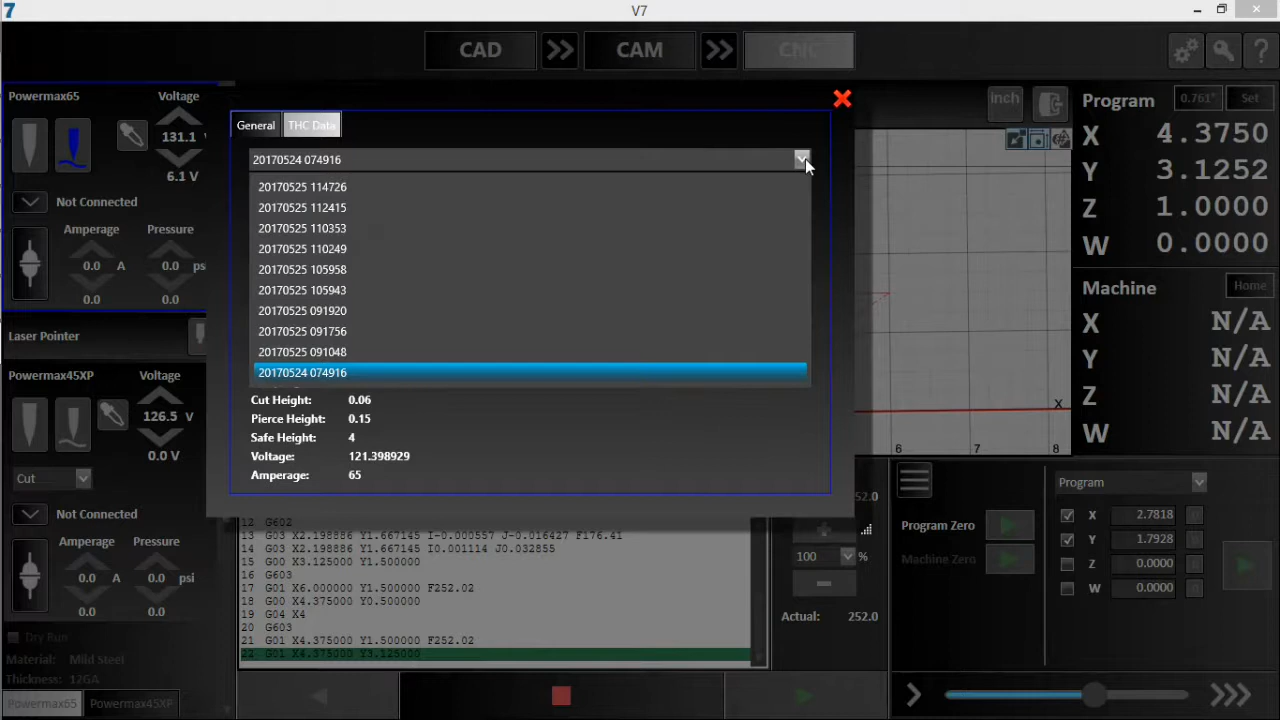 7
V7
CAD >> CAM >> CNC
Powermax65
Voltage
131.1
6.1 V
Not Connected
Amperage
Pressure
0.0 A
0.0 ps
0.0
0.0
Laser Pointer
Powermax45XP
Voltage
126.5 V
0.0 V
Cut
Not Connected
Amperage
Pressure
0.0 A
0.0 psi
0.0
0.0
Dry Run
Material: Mild Steel
Thickness: 12GA
Powermax65
Powermax45XP
General
THC Data
20170524 074916
20170525 114726
20170525 112415
20170525 110353
20170525 110249
20170525 105958
20170525 105943
20170525 091920
20170525 091756
20170525 091048
20170524 074916
Cut Height: 0.06
Pierce Height: 0.15
Safe Height: 4
Voltage: 121.398929
Amperage: 65
12 G602
13 G03 X2.198886 Y1.667145 I-0.000557 J-0.016427 F176.41
14 G03 X2.198886 Y1.667145 I0.001114 J0.032855
15 G00 X3.125000 Y1.500000
16 G603
17 G01 X6.000000 Y1.500000 F252.02
18 G00 X4.375000 Y0.500000
19 G04 X4
20 G603
21 G01 X4.375000 Y1.500000 F252.02
22 G01 X4.375000 Y3.125000
inch
X
6 7 8
52.0
100 %
Actual: 252.0
Program
0.761°
Set
X 4.3750
Y 3.1252
Z 1.0000
W 0.0000
Machine
Home
X N/A
Y N/A
Z N/A
W N/A
Program Zero
Machine Zero
Program
X 2.7818
Y 1.7928
Z 0.0000
W 0.0000